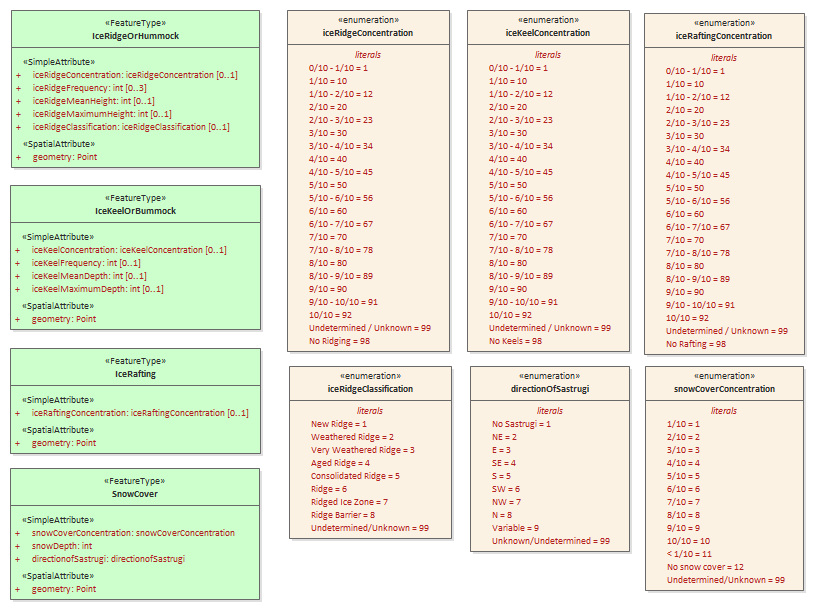 «FeatureType»
IceRidgeOrHummock
«SimpleAttribute»
+ iceRidgeConcentration: iceRidgeConcentration [0..1]
+ iceRidgeFrequency: int [0..3]
+ iceRidgeMeanHeight: int [0..1]
+ iceRidgeMaximumHeight: int [0..1]
+ iceRidgeClassification: iceRidgeClassification [0..1]
«SpatialAttribute»
+ geometry: Point
«FeatureType»
IceKeelOrBummock
«SimpleAttribute»
+ iceKeelConcentration: iceKeelConcentration [0..1]
+ iceKeelFrequency: int [0..1]
+ iceKeelMeanDepth: int [0..1]
+ iceKeelMaximumDepth: int [0..1]
«SpatialAttribute»
+ geometry: Point
«FeatureType»
IceRafting
«SimpleAttribute»
+ iceRaftingConcentration: iceRaftingConcentration [0..1]
«SpatialAttribute»
+ geometry: Point
«FeatureType»
SnowCover
«SimpleAttribute»
+ snowCoverConcentration: snowCoverConcentration
+ snowDepth: int
+ directionofSastrugi: directionofSastrugi
«SpatialAttribute»
+ geometry: Point
«enumeration»
iceRidgeConcentration
literals
0/10 - 1/10 = 1
1/10 = 10
1/10 - 2/10 = 12
2/10 = 20
2/10 - 3/10 = 23
3/10 = 30
3/10 - 4/10 = 34
4/10 = 40
4/10 - 5/10 = 45
5/10 = 50
5/10 - 6/10 = 56
6/10 = 60
6/10 - 7/10 = 67
7/10 = 70
7/10 - 8/10 = 78
8/10 = 80
8/10 - 9/10 = 89
9/10 = 90
9/10 - 10/10 = 91
10/10 = 92
Undetermined / Unknown = 99
No Ridging = 98
«enumeration»
iceKeelConcentration
literals
0/10 - 1/10 = 1
1/10 = 10
1/10 - 2/10 = 12
2/10 = 20
2/10 - 3/10 = 23
3/10 = 30
3/10 - 4/10 = 34
4/10 = 40
4/10 - 5/10 = 45
5/10 = 50
5/10 - 6/10 = 56
6/10 = 60
6/10 - 7/10 = 67
7/10 = 70
7/10 - 8/10 = 78
8/10 = 80
8/10 - 9/10 = 89
9/10 = 90
9/10 - 10/10 = 91
10/10 = 92
Undetermined / Unknown = 99
No Keels = 98
«enumeration»
iceRaftingConcentration
literals
0/10 - 1/10 = 1
1/10 = 10
1/10 - 2/10 = 12
2/10 = 20
2/10 - 3/10 = 23
3/10 = 30
3/10 - 4/10 = 34
4/10 = 40
4/10 - 5/10 = 45
5/10 = 50
5/10 - 6/10 = 56
6/10 = 60
6/10 - 7/10 = 67
7/10 = 70
7/10 - 8/10 = 78
8/10 = 80
8/10 - 9/10 = 89
9/10 = 90
9/10 - 10/10 = 91
10/10 = 92
Undetermined / Unknown = 99
No Rafting = 98
«enumeration»
iceRidgeClassification
literals
New Ridge = 1
Weathered Ridge = 2
Very Weathered Ridge = 3
Aged Ridge = 4
Consolidated Ridge = 5
Ridge = 6
Ridged Ice Zone = 7
Ridge Barrier = 8
Undetermined/Unknown = 99
«enumeration»
directionOfSastrugi
literals
No Sastrugi = 1
NE = 2
E = 3
SE = 4
S = 5
SW = 6
NW = 7
N = 8
Variable = 9
Unknown/Undetermined = 99
«enumeration»
snowCoverConcentration
literals
1/10 = 1
2/10 = 2
3/10 = 3
4/10 = 4
5/10 = 5
6/10 = 6
7/10 = 7
8/10 = 8
9/10 = 9
10/10 = 10
< 1/10 = 11
No snow cover = 12
Undetermined/Unknown = 99